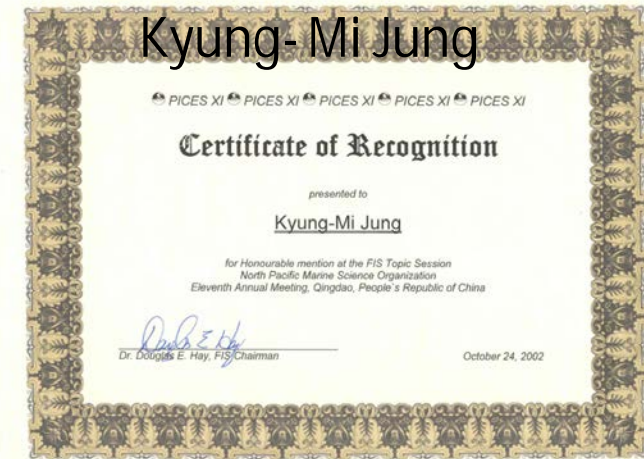 Kyung- Mi Jung
PICES XI PICES XI PICES XI PICES XI PICES XI
Certificate of Recognition
presented to
Kyung-Mi Jung
for Honourable mention at the FIS Topic Session
North Pacific Marine Science Organization
Eleventh Annual Meeting, Qingdao, People`s Republic of China
Douglas E. Hay
Dr. Douglas E. Hay, FIS Chairman
October 24, 2002